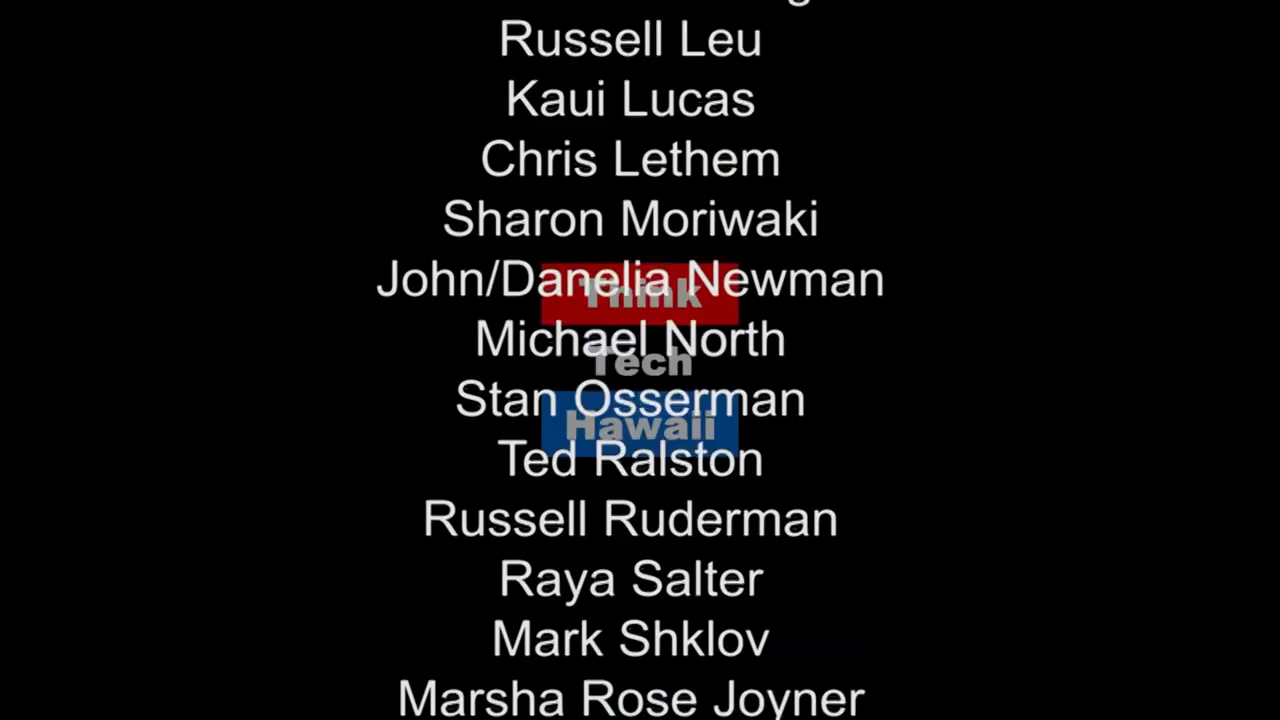 Russell Leu
Kaui Lucas
Chris Lethem
Sharon Moriwaki
John/Danelia Newman
Think
Michael North
Tech
Stan Osserman
Hawaii
Ted Ralston
Russell Ruderman
Raya Salter
Mark Shklov
Marsha Rose Joyner